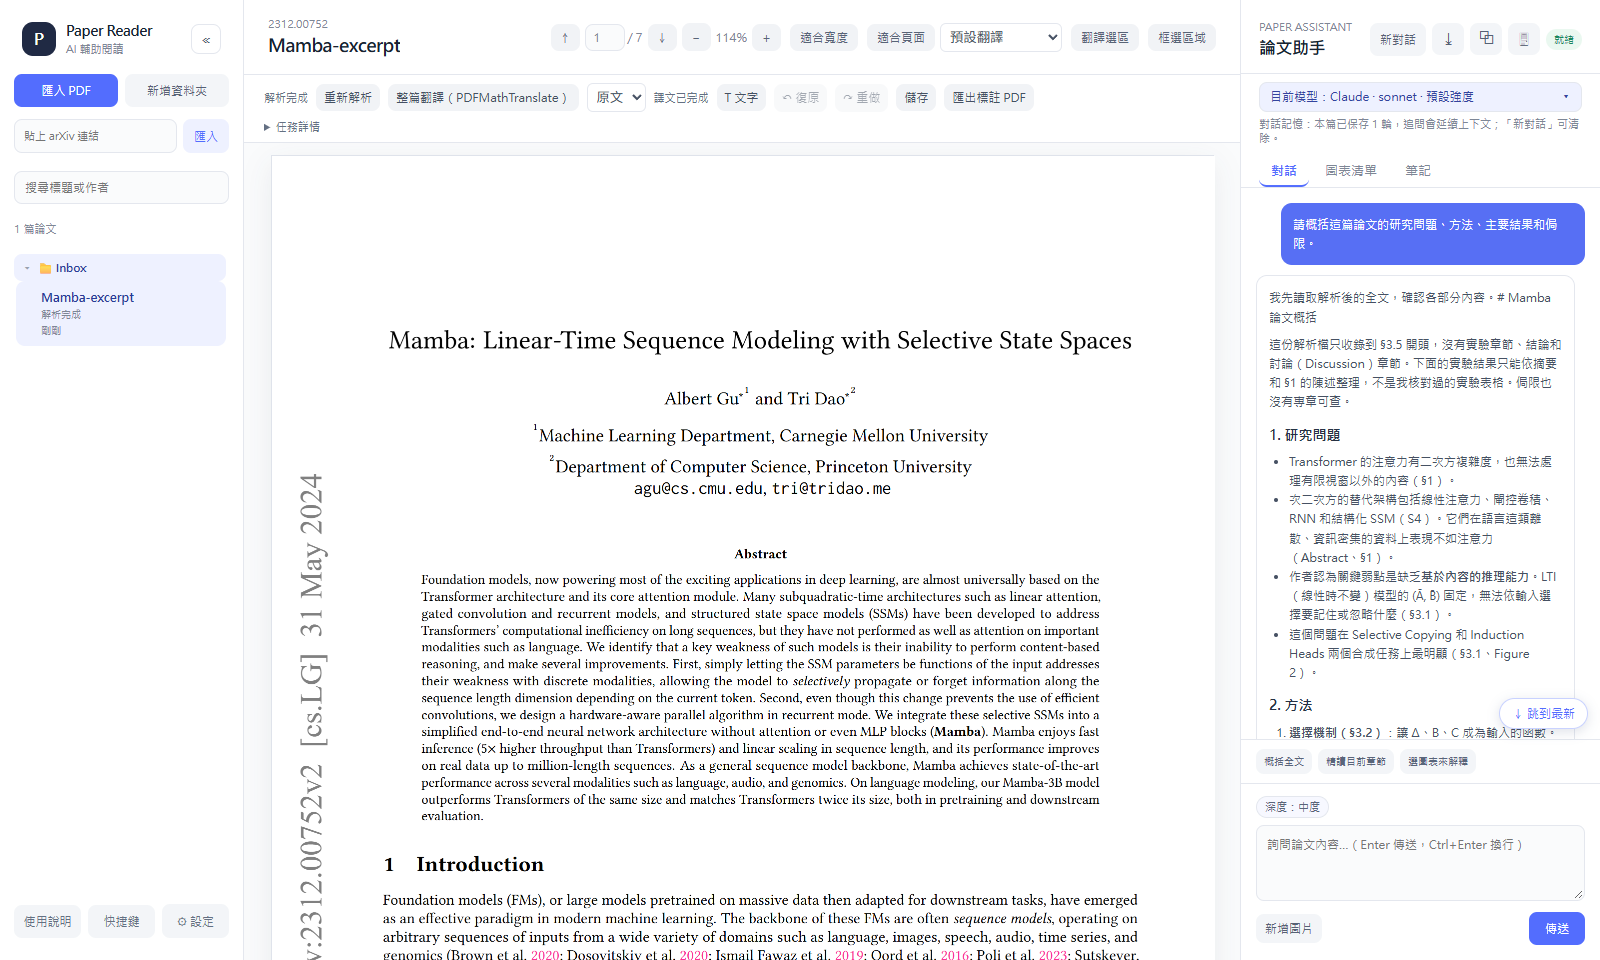 P
Paper Reader
AI 輔助閱讀
«
匯入 PDF
新增資料夾
貼上 arXiv 連結
匯入
搜尋標題或作者
1 篇論文
Inbox
Mamba-excerpt
解析完成
剛剛
使用說明
快捷鍵
設定
2312.00752
Mamba-excerpt
↑
1
/ 7
↓
−
114%
+
適合寬度
適合頁面
預設翻譯
翻譯選區
框選區域
解析完成
重新解析
整篇翻譯（PDFMathTranslate）
原文
譯文已完成
T 文字
↶ 復原
↷ 重做
儲存
匯出標註 PDF
▶ 任務詳情
arXiv:2312.00752v2 [cs.LG] 31 May 2024
Mamba: Linear-Time Sequence Modeling with Selective State Spaces
Albert Gu*1 and Tri Dao*2
1Machine Learning Department, Carnegie Mellon University
2Department of Computer Science, Princeton University
agu@cs.cmu.edu, tri@tridao.me
Abstract
Foundation models, now powering most of the exciting applications in deep learning, are almost universally based on the
Transformer architecture and its core attention module. Many subquadratic-time architectures such as linear attention,
gated convolution and recurrent models, and structured state space models (SSMs) have been developed to address
Transformers' computational inefficiency on long sequences, but they have not performed as well as attention on important
modalities such as language. We identify that a key weakness of such models is their inability to perform content-based
reasoning, and make several improvements. First, simply letting the SSM parameters be functions of the input addresses
their weakness with discrete modalities, allowing the model to selectively propagate or forget information along the
sequence length dimension depending on the current token. Second, even though this change prevents the use of efficient
convolutions, we design a hardware-aware parallel algorithm in recurrent mode. We integrate these selective SSMs into a
simplified end-to-end neural network architecture without attention or even MLP blocks (Mamba). Mamba enjoys fast
inference (5× higher throughput than Transformers) and linear scaling in sequence length, and its performance improves
on real data up to million-length sequences. As a general sequence model backbone, Mamba achieves state-of-the-art
performance across several modalities such as language, audio, and genomics. On language modeling, our Mamba-3B model
outperforms Transformers of the same size and matches Transformers twice its size, both in pretraining and downstream
evaluation.
1 Introduction
Foundation models (FMs), or large models pretrained on massive data then adapted for downstream tasks, have emerged
as an effective paradigm in modern machine learning. The backbone of these FMs are often sequence models, operating on
arbitrary sequences of inputs from a wide variety of domains such as language, images, speech, audio, time series, and
genomics (Brown et al. 2020; Dosovitskiy et al. 2020; Ismail Fawaz et al. 2019; Oord et al. 2016; Poli et al. 2023; Sutskever,
PAPER ASSISTANT
論文助手
新對話
就緒
目前模型：Claude · sonnet · 預設強度
對話記憶：本篇已保存 1 輪，追問會延續上下文；「新對話」可清
除。
對話
圖表清單
筆記
請概括這篇論文的研究問題、方法、主要結果和侷
限。
我先讀取解析後的全文，確認各部分內容。# Mamba
論文概括
這份解析檔只收錄到 §3.5 開頭，沒有實驗章節、結論和
討論（Discussion）章節。下面的實驗結果只能依摘要
和 §1 的陳述整理，不是我核對過的實驗表格。侷限也
沒有專章可查。
1. 研究問題
• Transformer 的注意力有二次方複雜度，也無法處
理有限視窗以外的內容（§1）。
• 次二次方的替代架構包括線性注意力、閘控卷積、
RNN 和結構化 SSM（S4）。它們在語言這類離
散、資訊密集的資料上表現不如注意力
（Abstract、§1）。
• 作者認為關鍵弱點是缺乏基於內容的推理能力。LTI
（線性時不變）模型的 (Ā, B̄) 固定，無法依輸入選
擇要記住或忽略什麼（§3.1）。
• 這個問題在 Selective Copying 和 Induction
Heads 兩個合成任務上最明顯（§3.1、Figure
2）。
2. 方法
↓ 跳到最新
1. 選擇機制（§3.2）：讓 Δ、B、C 成為輸入的函數。
概括全文
精讀目前章節
選圖表來解釋
深度：中度
詢問論文內容...（Enter 傳送，Ctrl+Enter 換行）
新增圖片
傳送